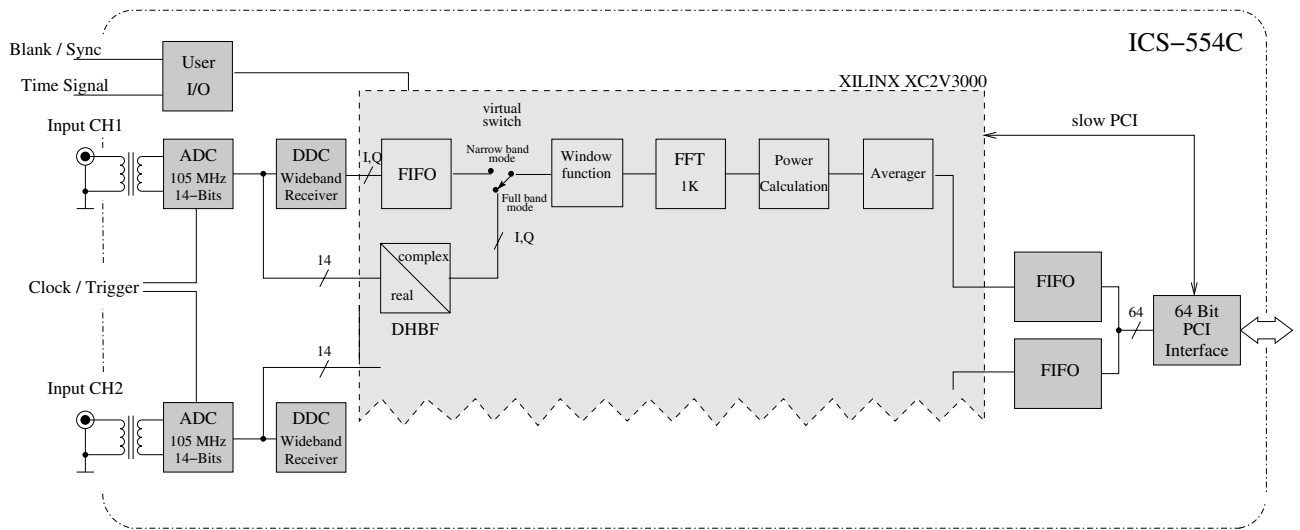 ICS−554C
Blank / Sync
Time Signal
User
I/O
XILINX XC2V3000
virtual
switch
slow PCI
Input CH1
ADC
105 MHz
14−Bits
DDC
Wideband
Receiver
I,Q
FIFO
Narrow band
mode
Full band
mode
I,Q
Window
function
FFT
1K
Power
Calculation
Averager
14
complex
real
DHBF
Clock / Trigger
FIFO
64
64 Bit
PCI
Interface
FIFO
14
Input CH2
ADC
105 MHz
14−Bits
DDC
Wideband
Receiver